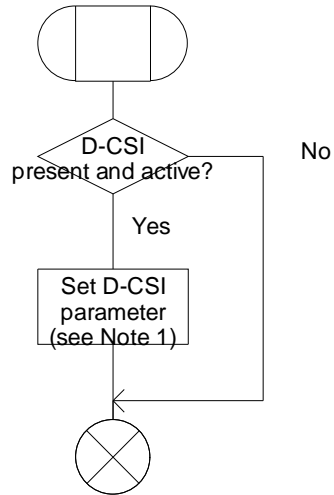 D-CSI
present and active?
No
Yes
Set D-CSI
parameter
(see Note 1)